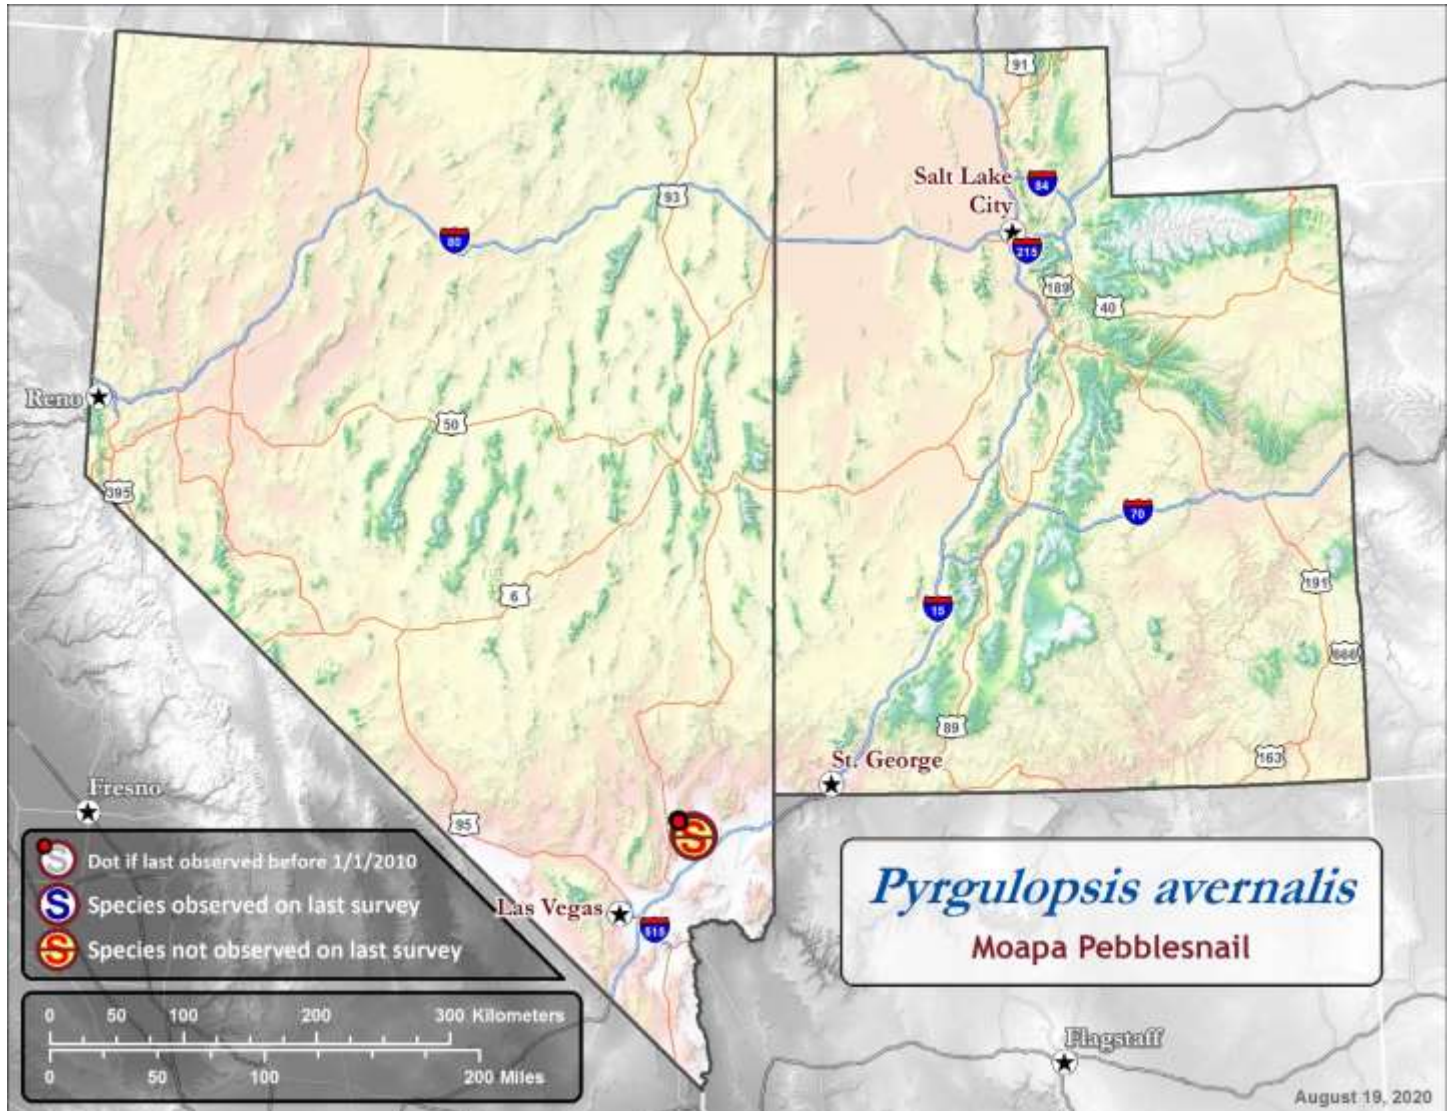 91
84
Salt Lake
City
93
80
215
189
40
Reno
50
395
70
6
191
15
666
89
163
St. George
Fresno
95
S
Las Vegas
515
S
Dot if last observed before 1/1/2010
S
Species observed on last survey
S
Species not observed on last survey
Pyrgulopsis avernalis
Moapa Pebblesnail
0 50 100 200 300 Kilometers
0 50 100 200 Miles
Flagstaff
August 19, 2020